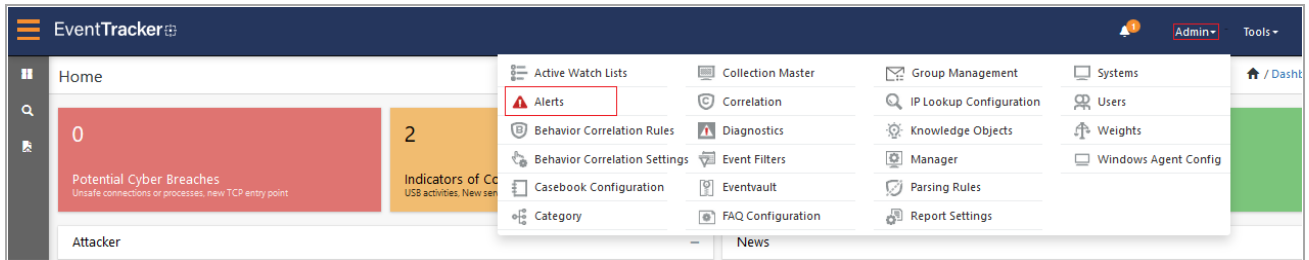 EventTracker
1
Admin
Tools
Home
/ Dashb
Active Watch Lists
Collection Master
Group Management
Systems
Alerts
Correlation
IP Lookup Configuration
Users
Behavior Correlation Rules
Diagnostics
Knowledge Objects
Weights
Behavior Correlation Settings
Event Filters
Manager
Windows Agent Config
Casebook Configuration
Eventvault
Parsing Rules
Category
FAQ Configuration
Report Settings
0
Potential Cyber Breaches
Unsafe connections or processes, new TCP entry point
2
Indicators of Co
USB activities, New serv
Attacker
News